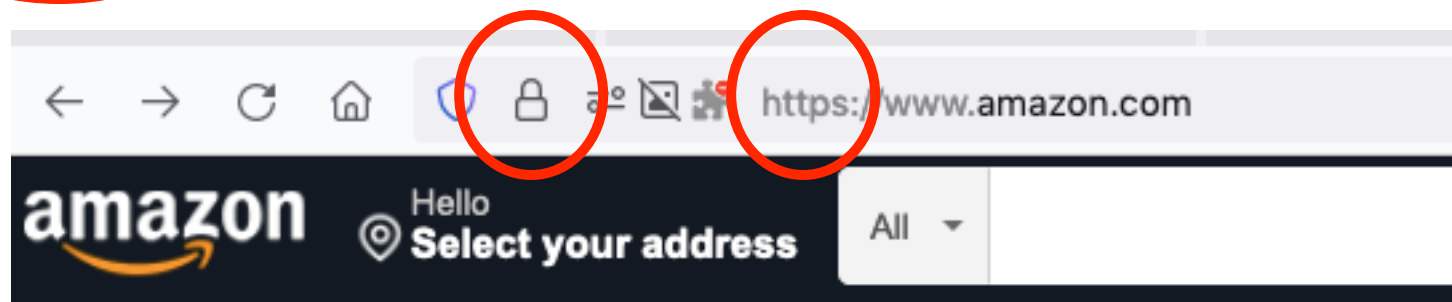 https://www.amazon.com
amazon
Hello
Select your address
All